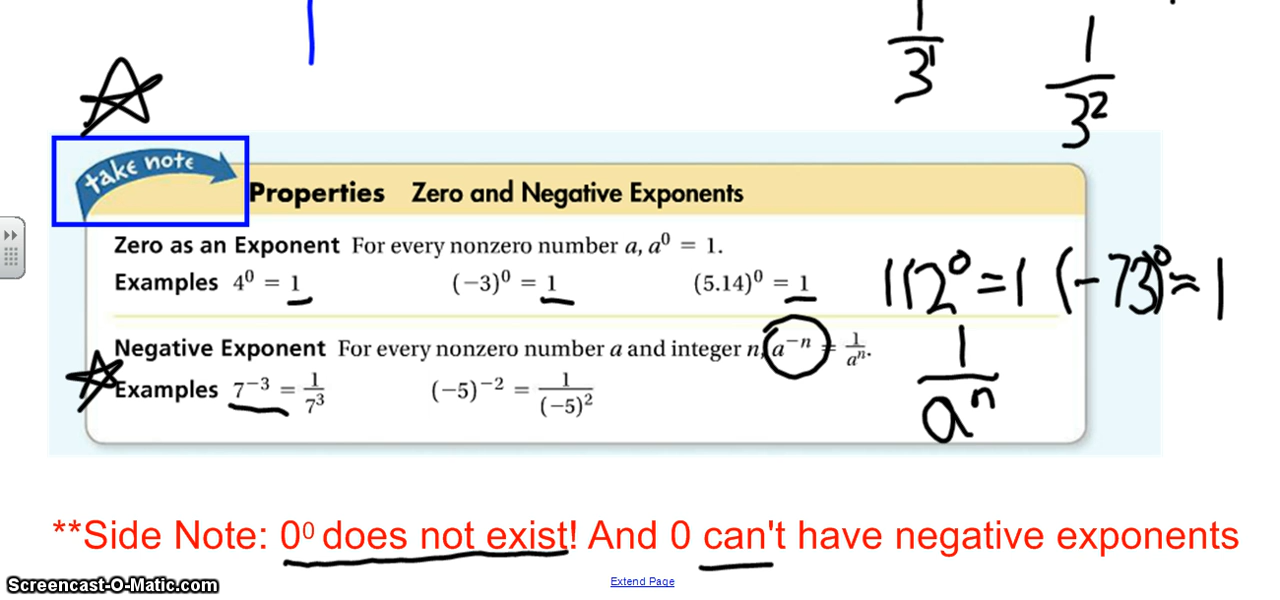 1/3¹ 1/3²
take note
Properties Zero and Negative Exponents
Zero as an Exponent For every nonzero number a, a⁰ = 1.
Examples 4⁰ = 1 (−3)⁰ = 1 (5.14)⁰ = 1 112⁰ = 1 (−73)⁰ = 1
Negative Exponent For every nonzero number a and integer n, a⁻ⁿ = 1/aⁿ. 1/aⁿ
Examples 7⁻³ = 1/7³ (−5)⁻² = 1/(−5)²
**Side Note: 0⁰ does not exist! And 0 can't have negative exponents
Extend Page
Screencast-O-Matic.com